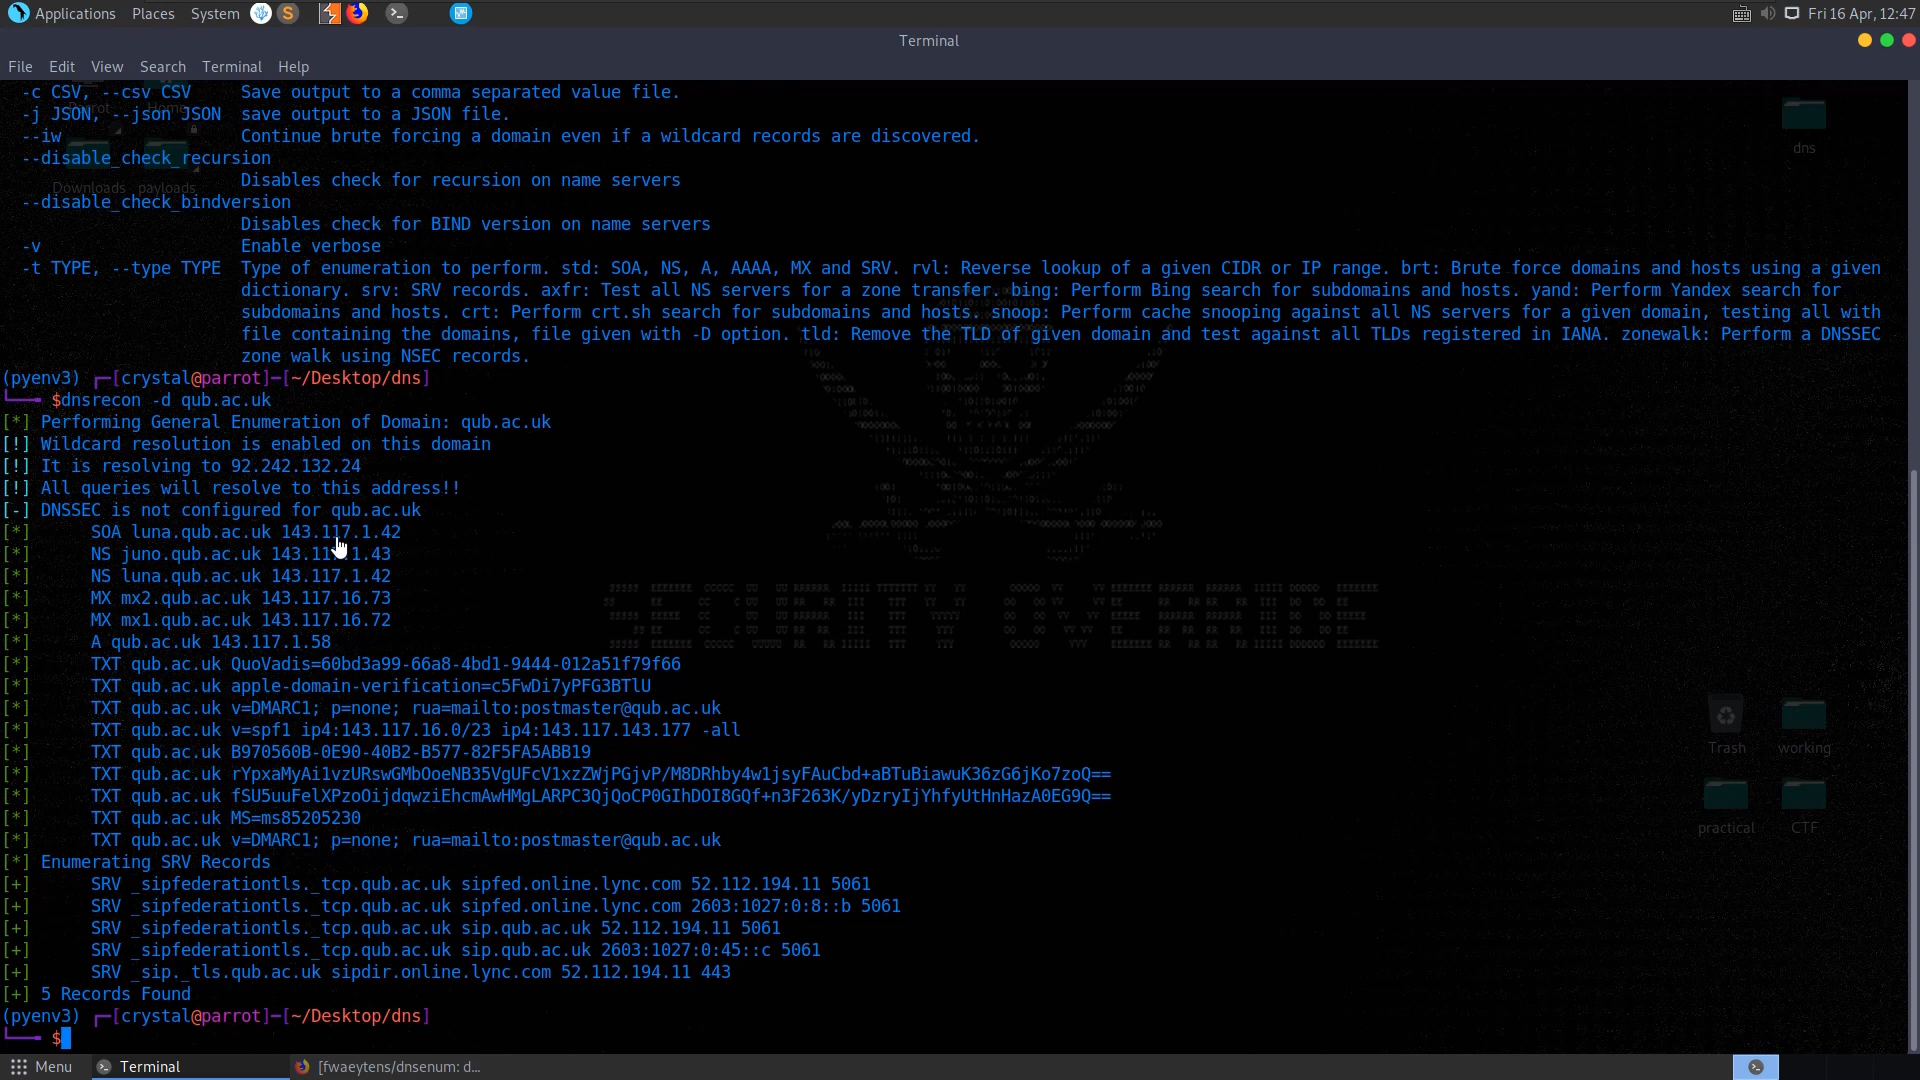 Applications Places System Fri 16 Apr, 12:47
Terminal
File Edit View Search Terminal Help
-c CSV, --csv CSV Save output to a comma separated value file.
-j JSON, --json JSON save output to a JSON file.
--iw Continue brute forcing a domain even if a wildcard records are discovered.
--disable_check_recursion
Disables check for recursion on name servers
--disable_check_bindversion
Disables check for BIND version on name servers
-v Enable verbose
-t TYPE, --type TYPE Type of enumeration to perform. std: SOA, NS, A, AAAA, MX and SRV. rvl: Reverse lookup of a given CIDR or IP range. brt: Brute force domains and hosts using a given
dictionary. srv: SRV records. axfr: Test all NS servers for a zone transfer. bing: Perform Bing search for subdomains and hosts. yand: Perform Yandex search for
subdomains and hosts. crt: Perform crt.sh search for subdomains and hosts. snoop: Perform cache snooping against all NS servers for a given domain, testing all with
file containing the domains, file given with -D option. tld: Remove the TLD of given domain and test against all TLDs registered in IANA. zonewalk: Perform a DNSSEC
zone walk using NSEC records.
(pyenv3) ┌─[crystal@parrot]─[~/Desktop/dns]
└──╼ $dnsrecon -d qub.ac.uk
[*] Performing General Enumeration of Domain: qub.ac.uk
[!] Wildcard resolution is enabled on this domain
[!] It is resolving to 92.242.132.24
[!] All queries will resolve to this address!!
[-] DNSSEC is not configured for qub.ac.uk
[*] SOA luna.qub.ac.uk 143.117.1.42
[*] NS juno.qub.ac.uk 143.117.1.43
[*] NS luna.qub.ac.uk 143.117.1.42
[*] MX mx2.qub.ac.uk 143.117.16.73
[*] MX mx1.qub.ac.uk 143.117.16.72
[*] A qub.ac.uk 143.117.1.58
[*] TXT qub.ac.uk QuoVadis=60bd3a99-66a8-4bd1-9444-012a51f79f66
[*] TXT qub.ac.uk apple-domain-verification=c5FwDi7yPFG3BTlU
[*] TXT qub.ac.uk v=DMARC1; p=none; rua=mailto:postmaster@qub.ac.uk
[*] TXT qub.ac.uk v=spf1 ip4:143.117.16.0/23 ip4:143.117.143.177 -all
[*] TXT qub.ac.uk B970560B-0E90-40B2-B577-82F5FA5ABB19
[*] TXT qub.ac.uk rYpxaMyAi1vzURswGMbOoeNB35VgUFcV1xzZWjPGjvP/M8DRhby4w1jsyFAuCbd+aBTuBiawuK36zG6jKo7zoQ==
[*] TXT qub.ac.uk fSU5uuFelXPzoOijdqwziEhcmAwHMgLARPC3QjQoCP0GIhDOI8GQf+n3F263K/yDzryIjYhfyUtHnHazA0EG9Q==
[*] TXT qub.ac.uk MS=ms85205230
[*] TXT qub.ac.uk v=DMARC1; p=none; rua=mailto:postmaster@qub.ac.uk
[*] Enumerating SRV Records
[+] SRV _sipfederationtls._tcp.qub.ac.uk sipfed.online.lync.com 52.112.194.11 5061
[+] SRV _sipfederationtls._tcp.qub.ac.uk sipfed.online.lync.com 2603:1027:0:8::b 5061
[+] SRV _sipfederationtls._tcp.qub.ac.uk sip.qub.ac.uk 52.112.194.11 5061
[+] SRV _sipfederationtls._tcp.qub.ac.uk sip.qub.ac.uk 2603:1027:0:45::c 5061
[+] SRV _sip._tls.qub.ac.uk sipdir.online.lync.com 52.112.194.11 443
[+] 5 Records Found
(pyenv3) ┌─[crystal@parrot]─[~/Desktop/dns]
└──╼ $
Parrot Home
Downloads payloads
dns
SECURITY OVERIDE
Trash working
practical CTF
Menu Terminal [fwaeytens/dnsenum: d...